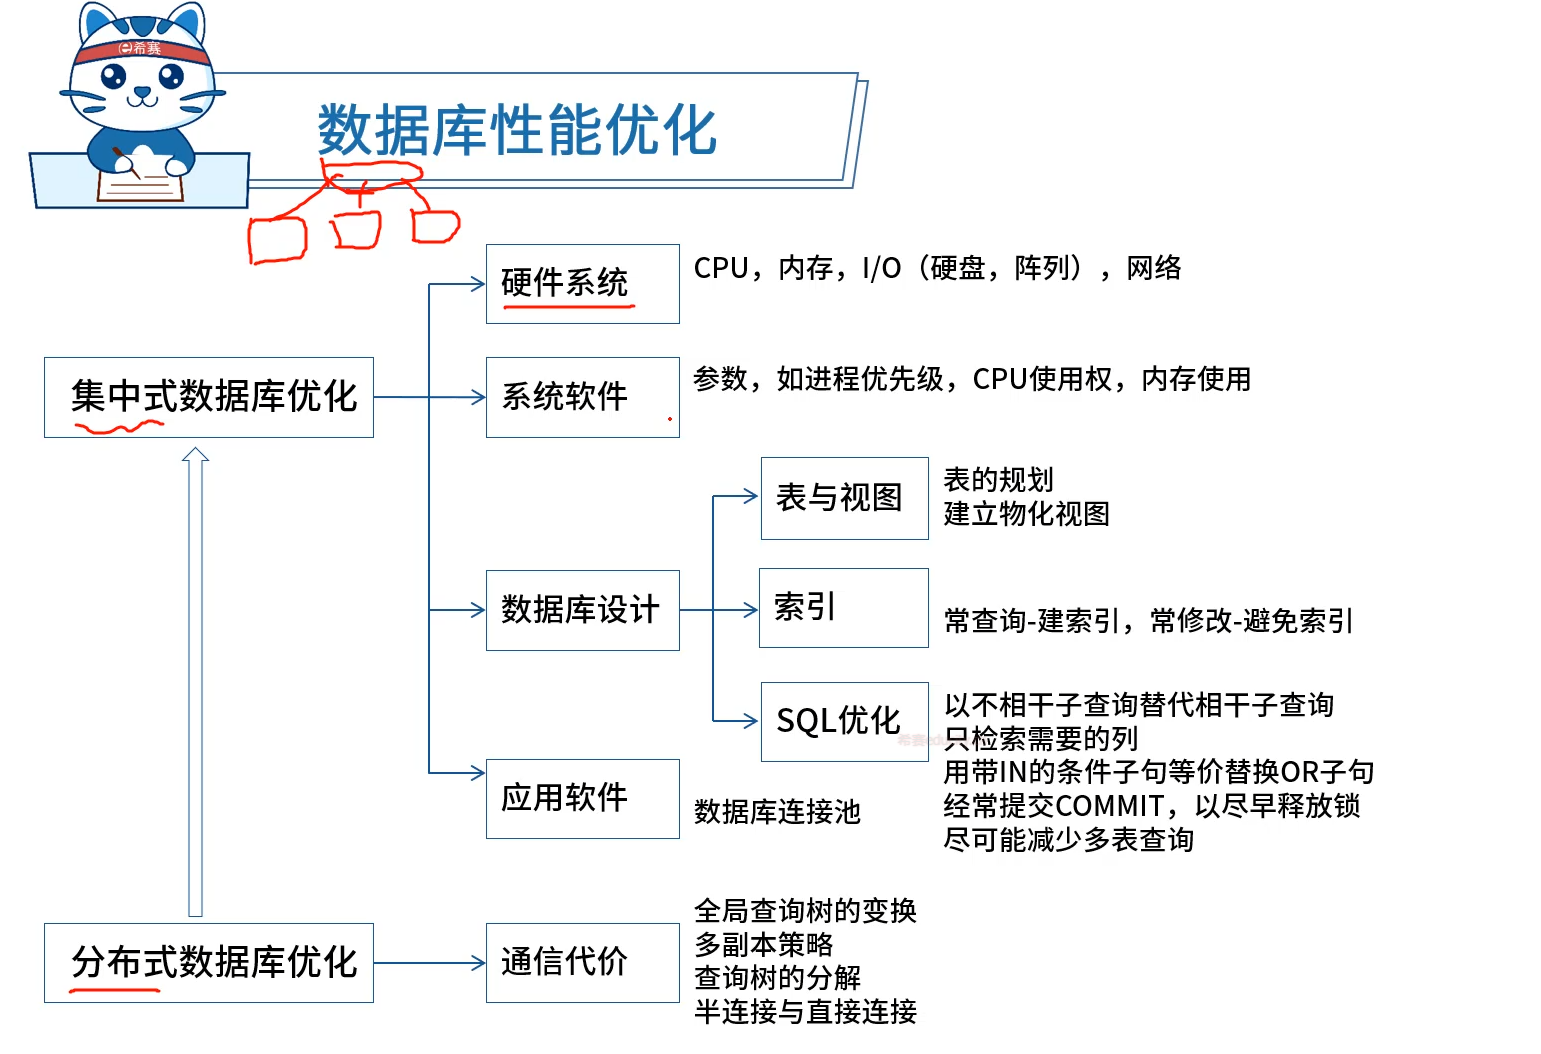 e希赛
数据库性能优化
硬件系统
CPU，内存，I/O（硬盘，阵列），网络
集中式数据库优化
系统软件
参数，如进程优先级，CPU使用权，内存使用
表与视图
表的规划
建立物化视图
数据库设计
索引
常查询-建索引，常修改-避免索引
SQL优化
以不相干子查询替代相干子查询
只检索需要的列
用带IN的条件子句等价替换OR子句
经常提交COMMIT，以尽早释放锁
尽可能减少多表查询
应用软件
数据库连接池
分布式数据库优化
通信代价
全局查询树的变换
多副本策略
查询树的分解
半连接与直接连接